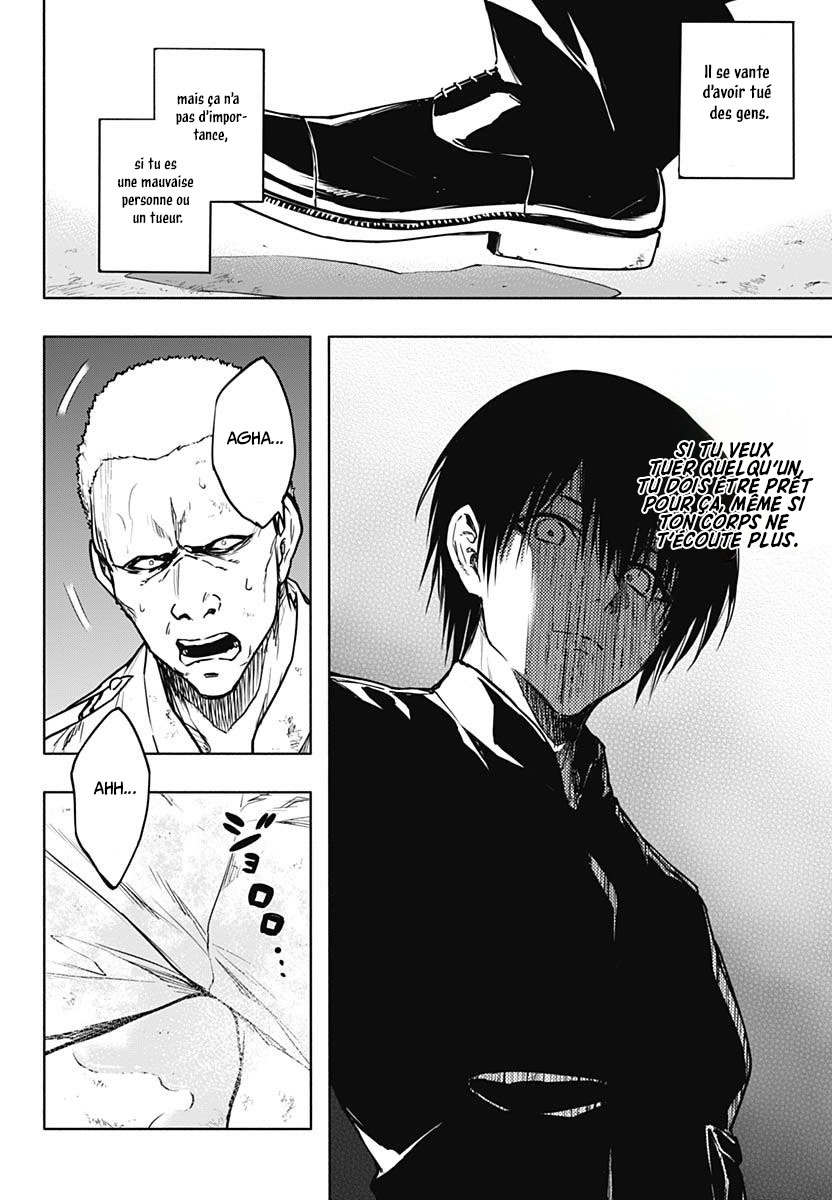 Il se vante
d'avoir tué
des gens.
mais ça n'a
pas d'impor-
tance,
si tu es
une mauvaise
personne ou
un tueur.
SI TU VEUX
TUER QUELQU'UN,
TU DOIS ÊTRE PRÊT
POUR ÇA, MÊME SI
TON CORPS NE
T'ÉCOUTE PLUS.
AGHA...
AHH...
ジョロロ...